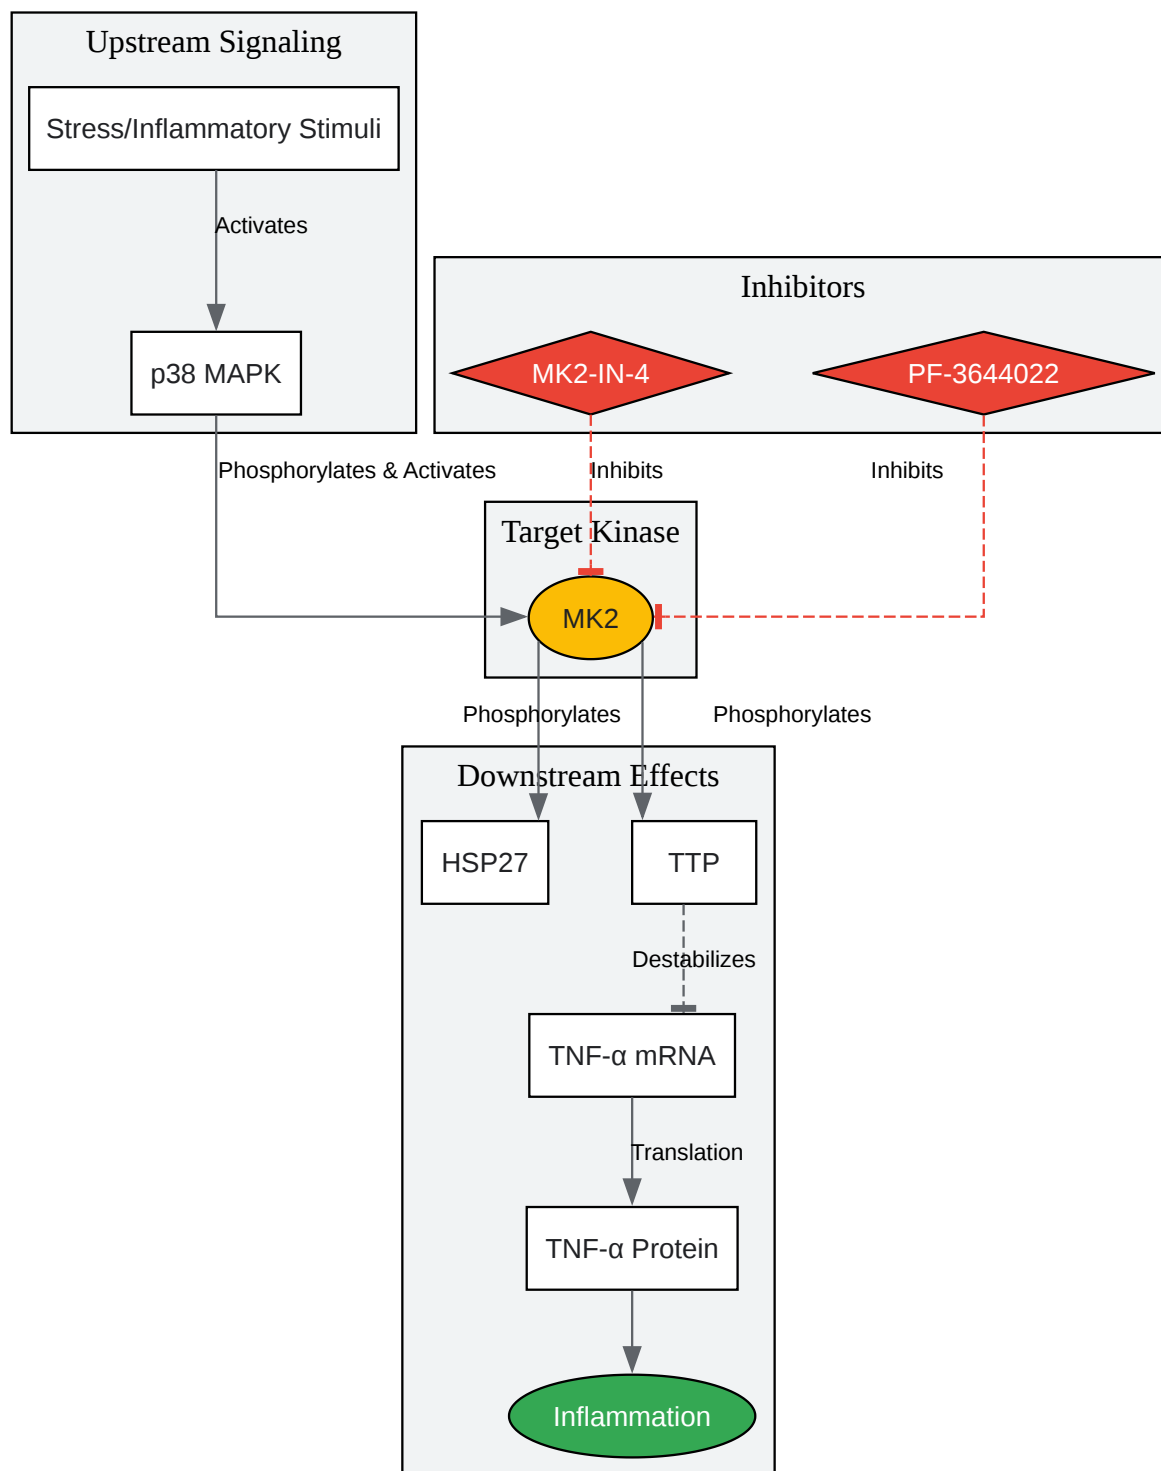 Upstream Signaling
Stress/Inflammatory Stimuli
Activates
Inhibitors
p38 MAPK
MK2-IN-4
PF-3644022
Phosphorylates & Activates
Inhibits
Inhibits
Target Kinase
MK2
Phosphorylates
Phosphorylates
Downstream Effects
HSP27
TTP
Destabilizes
TNF-α mRNA
Translation
TNF-α Protein
Inflammation